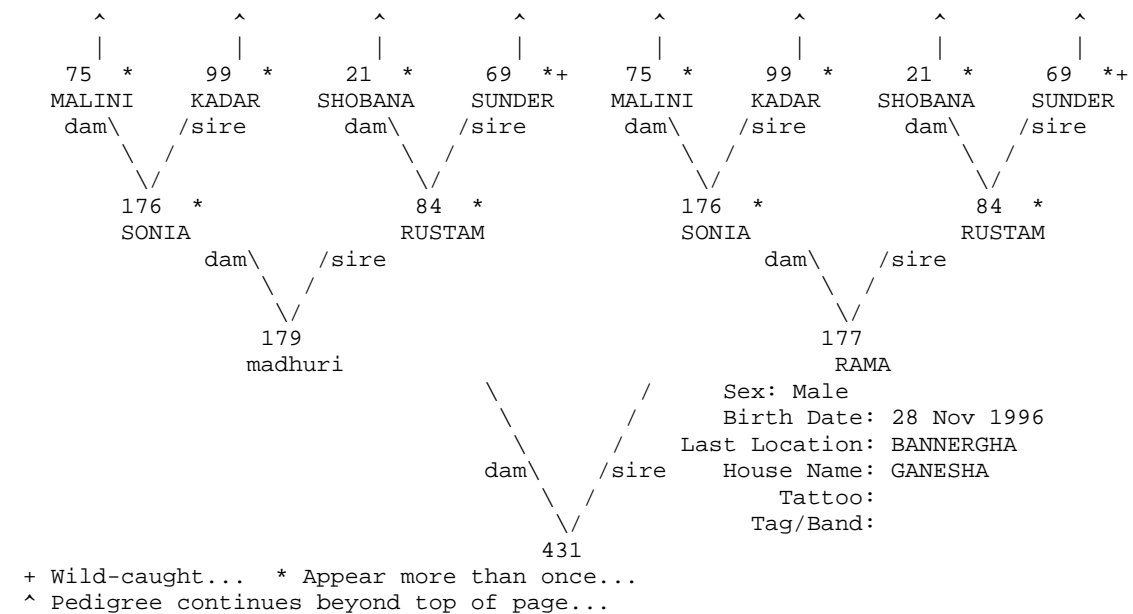 ^ ^ ^ ^ ^ ^ ^ ^
| | | | | | | |
75 * 99 * 21 * 69 *+ 75 * 99 * 21 * 69 *+
MALINI KADAR SHOBANA SUNDER MALINI KADAR SHOBANA SUNDER
dam\ /sire dam\ /sire dam\ /sire dam\ /sire
\ / \ / \ / \ /
\/ \/ \/ \/
176 * 84 * 176 * 84 *
SONIA RUSTAM SONIA RUSTAM
dam\ /sire dam\ /sire
\ / \ /
\/ \/
179 177
madhuri RAMA
\ / Sex: Male
\ / Birth Date: 28 Nov 1996
\ / Last Location: BANNERGHA
dam\ /sire House Name: GANESHA
\ / Tattoo:
\/ Tag/Band:
431
+ Wild-caught... * Appear more than once...
^ Pedigree continues beyond top of page...